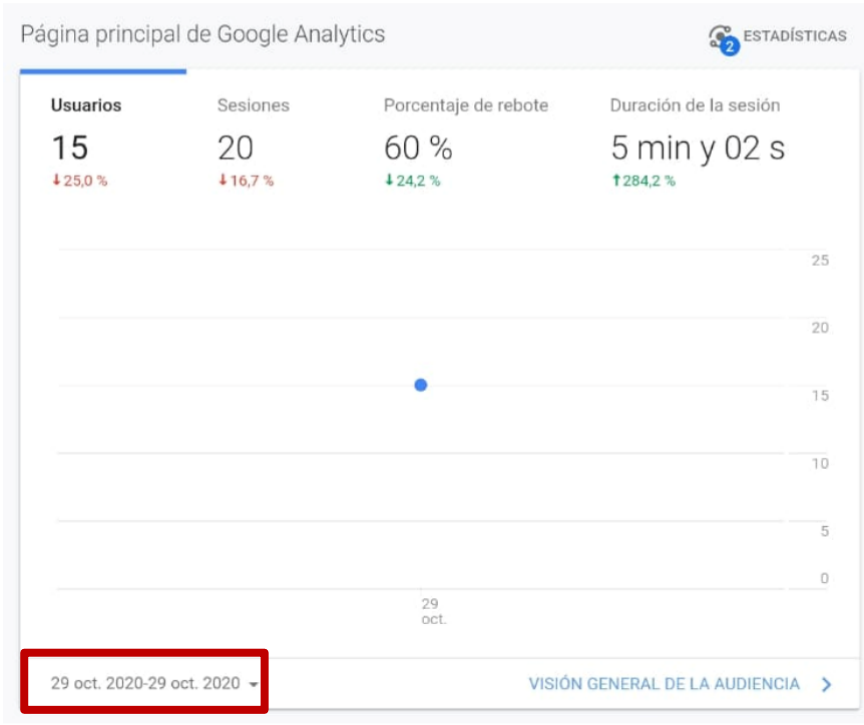 Página principal de Google Analytics
2 ESTADÍSTICAS
Usuarios Sesiones Porcentaje de rebote Duración de la sesión
15 20 60 % 5 min y 02 s
↓25,0 % ↓16,7 % ↓24,2 % ↑284,2 %
25
20
15
10
5
0
29
oct.
29 oct. 2020-29 oct. 2020 VISIÓN GENERAL DE LA AUDIENCIA